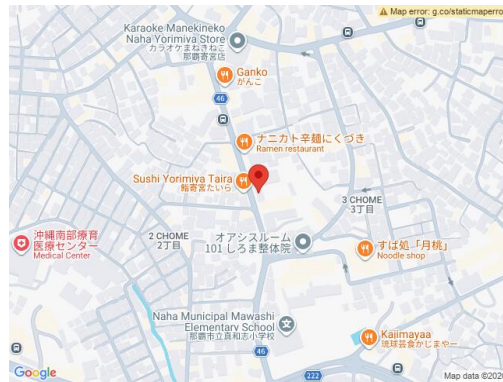 Map error: g.co/staticmaperro
Karaoke Manekineko
Naha Yorimiya Store
カラオケまねきねこ
那覇寄宮店
Ganko
がんこ
46
ナニカト辛麺にくづき
Ramen restaurant
Sushi Yorimiya Taira
鮨寄宮たいら
3 CHOME
3丁目
沖縄南部療育
医療センター
Medical Center
2 CHOME
2丁目
オアシスルーム
101 しろま整体院
すば処「月桃」
Noodle shop
Naha Municipal Mawashi
Elementary School
那覇市立真和志小学校
Kajimayaa
琉球芸食かじまやー
46
222
Google
Map data ©202